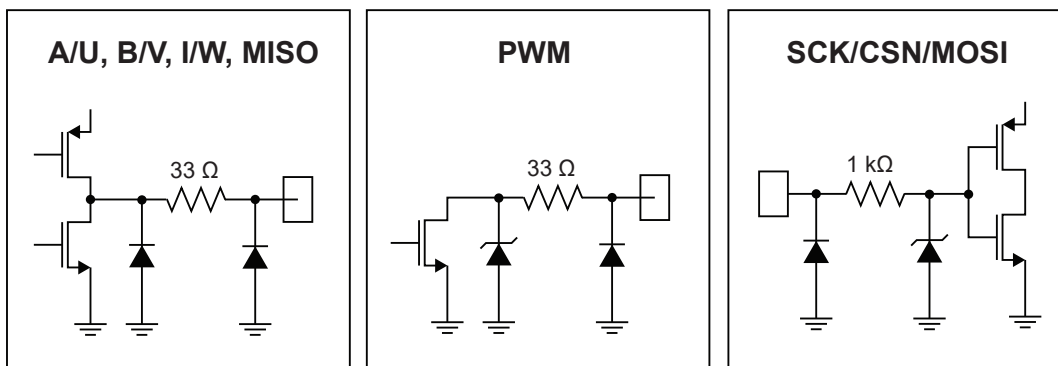 A/U, B/V, I/W, MISO
33 Ω
PWM
33 Ω
SCK/CSN/MOSI
1 kΩ